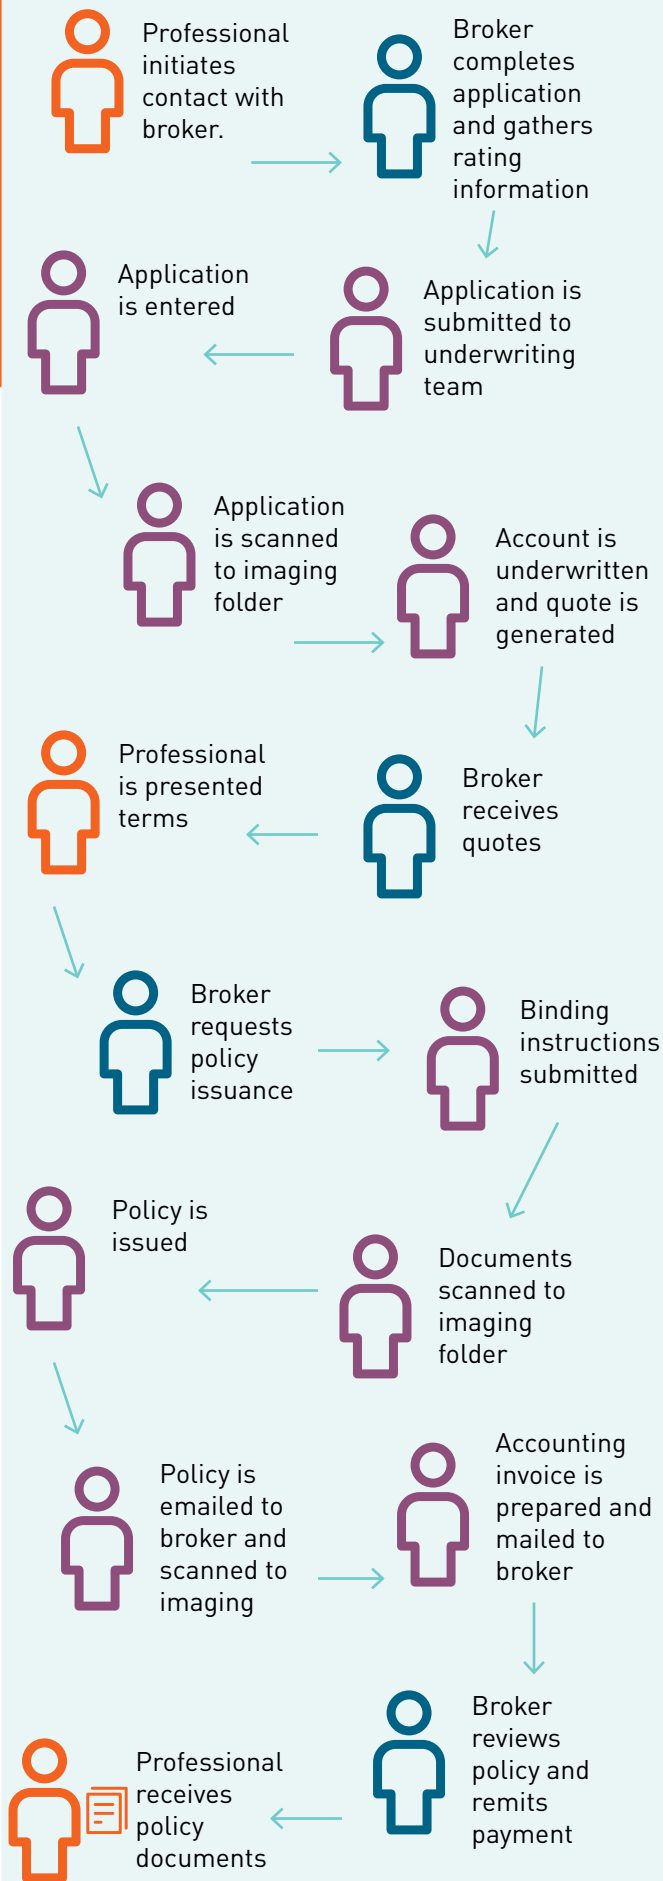 Professional
initiates
contact with
broker.
Broker
completes
application
and gathers
rating
information
Application is
submitted to
underwriting
team
Application
is entered
Application
is scanned
to imaging
folder
Account is
underwritten
and quote is
generated
Broker
receives
quotes
Professional
is presented
terms
Broker
requests
policy
issuance
Binding
instructions
submitted
Documents
scanned to
imaging
folder
Policy is
issued
Policy is
emailed to
broker and
scanned to
imaging
Accounting
invoice is
prepared and
mailed to
broker
Broker
reviews
policy and
remits
payment
Professional
receives
policy
documents